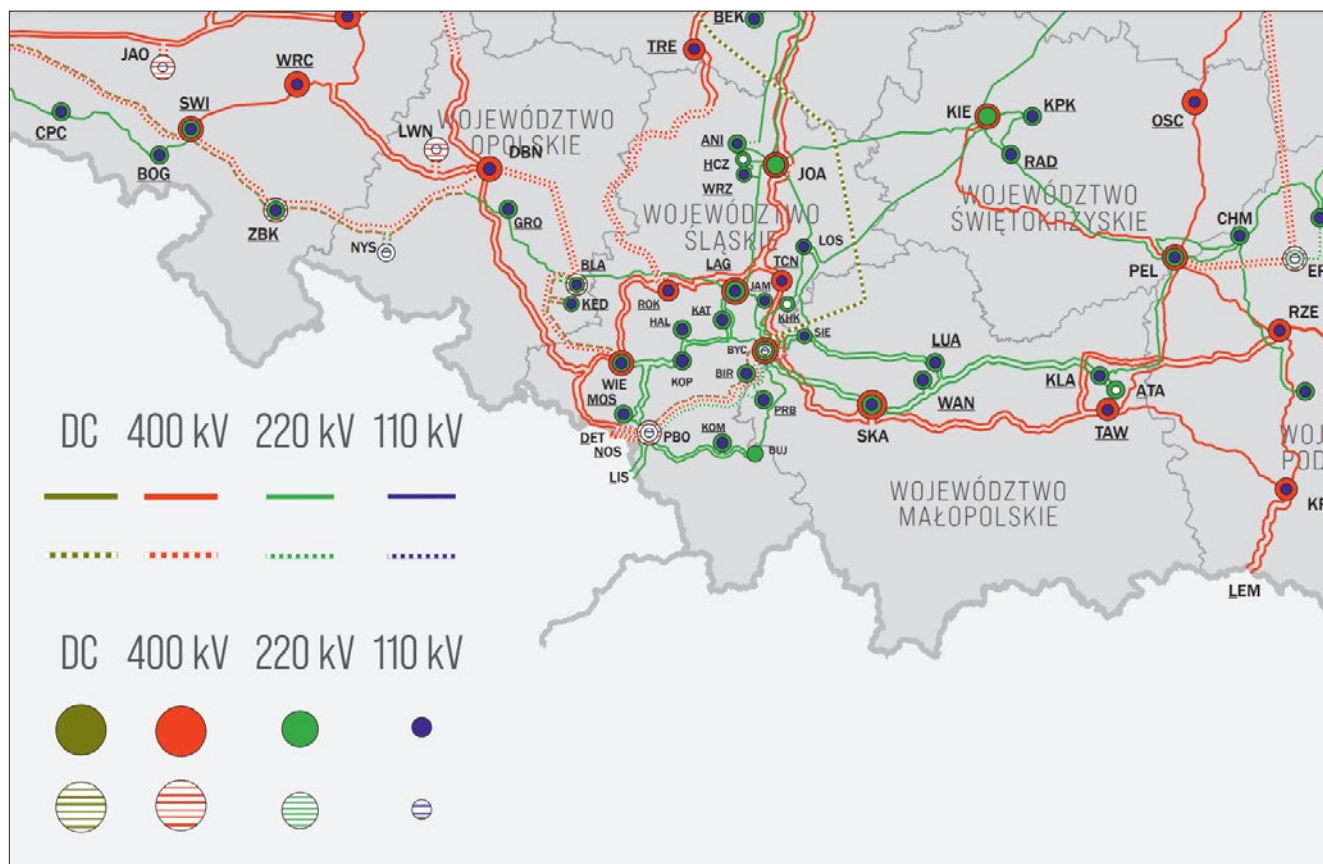 BEK
JAO
WRC
TRE
SWI
CPC
BOG
LWN
WOJEWÓDZTWO
OPOLSKIE
DBN
ANI
HCZ
WRZ
JOA
KIE
KPK
OSC
RAD
WOJEWÓDZTWO
ŚWIĘTOKRZYSKIE
WOJEWÓDZTWO
ŚLĄSKIE
CHM
ZBK
NYS
GRO
LOS
PEL
BLA
KED
LAG
TCN
ROK
KAT
JAM
KHK
HAL
SIE
RZE
BYC
LUA
WIE
KOP
BIR
WAN
KLA
ATA
MOS
PRB
SKA
TAW
DET
NOS
PBO
KOM
BUJ
LIS
WOJEWÓDZTWO
MAŁOPOLSKIE
LEM
DC 400 kV 220 kV 110 kV
DC 400 kV 220 kV 110 kV